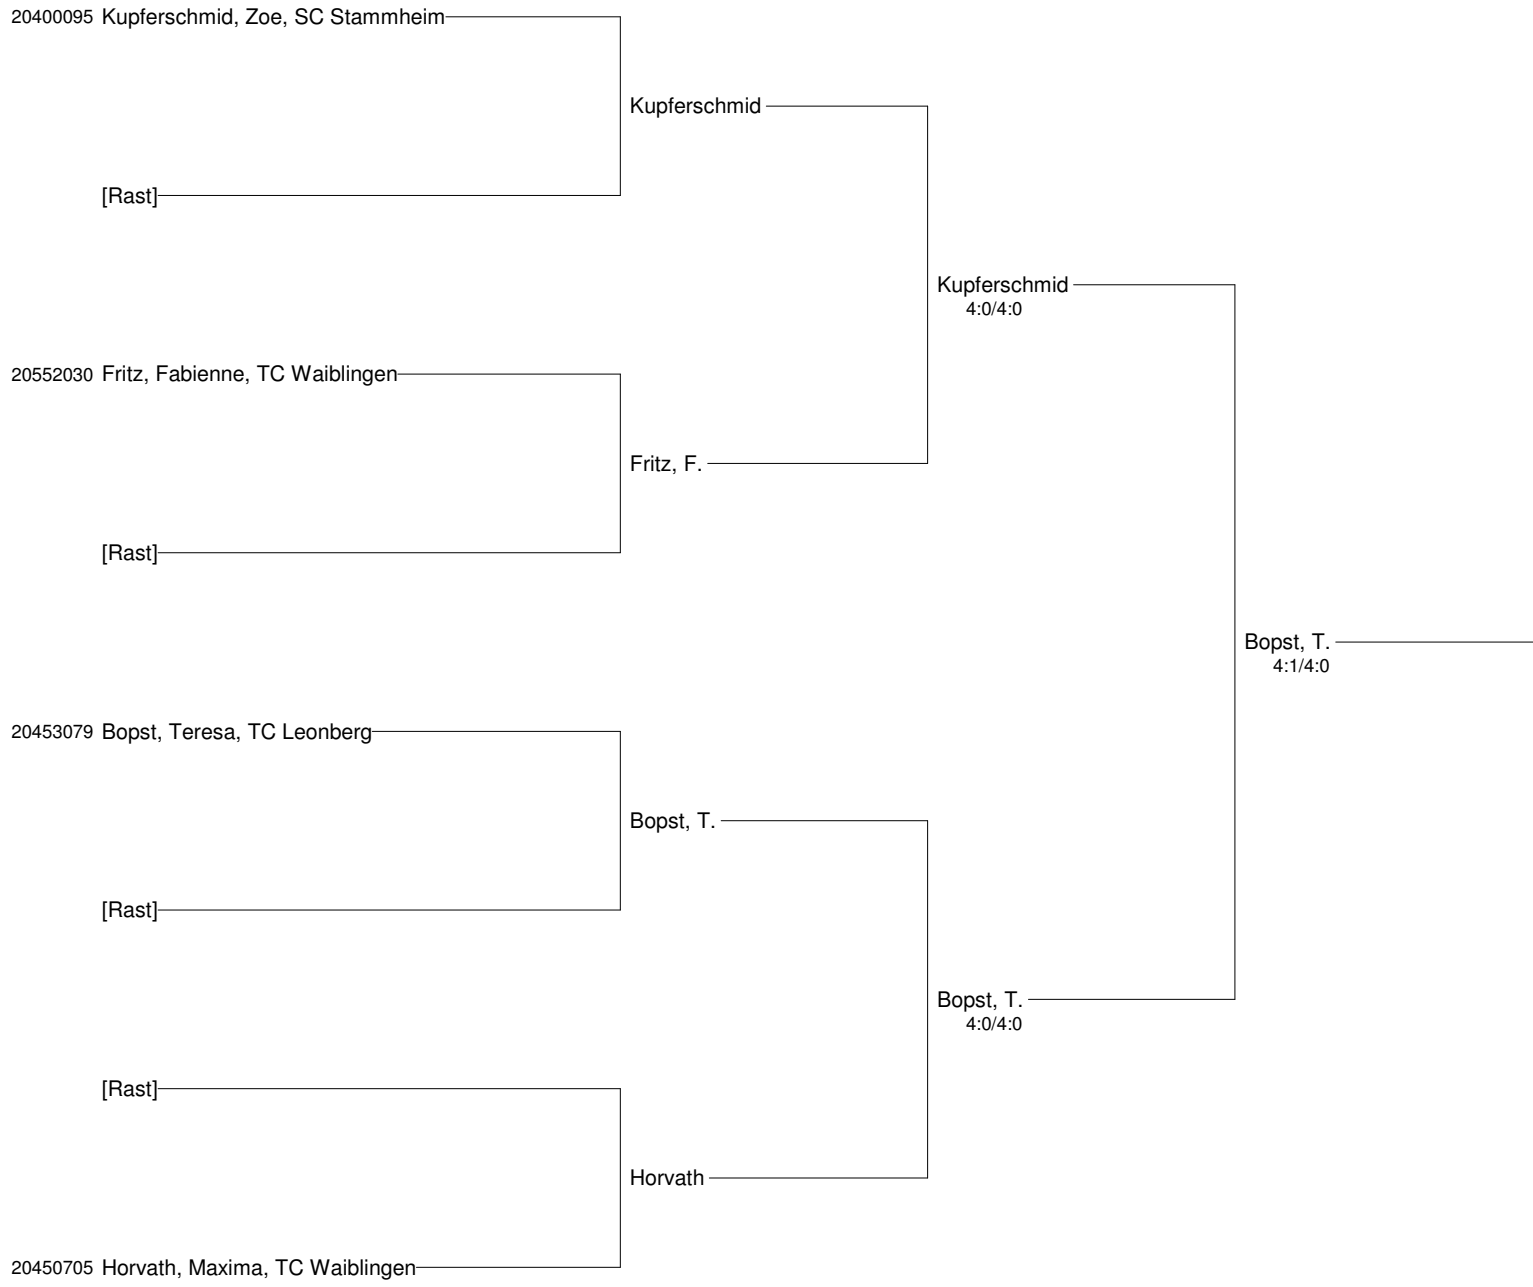 20400095 Kupferschmid, Zoe, SC Stammheim
Kupferschmid
[Rast]
Kupferschmid
4:0/4:0
20552030 Fritz, Fabienne, TC Waiblingen
Fritz, F.
[Rast]
Bopst, T.
4:1/4:0
20453079 Bopst, Teresa, TC Leonberg
Bopst, T.
[Rast]
Bopst, T.
4:0/4:0
[Rast]
Horvath
20450705 Horvath, Maxima, TC Waiblingen